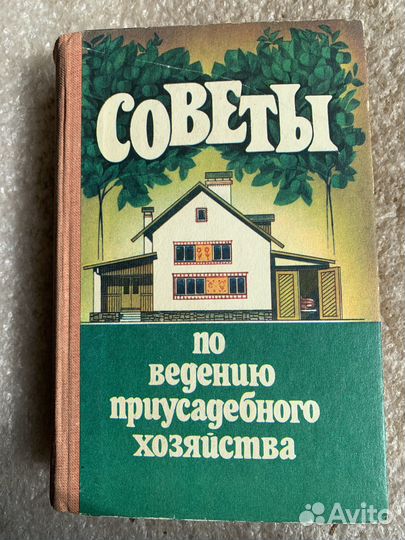 СОВЕТЫ
по
ведению
приусадебного
хозяйства
Avito